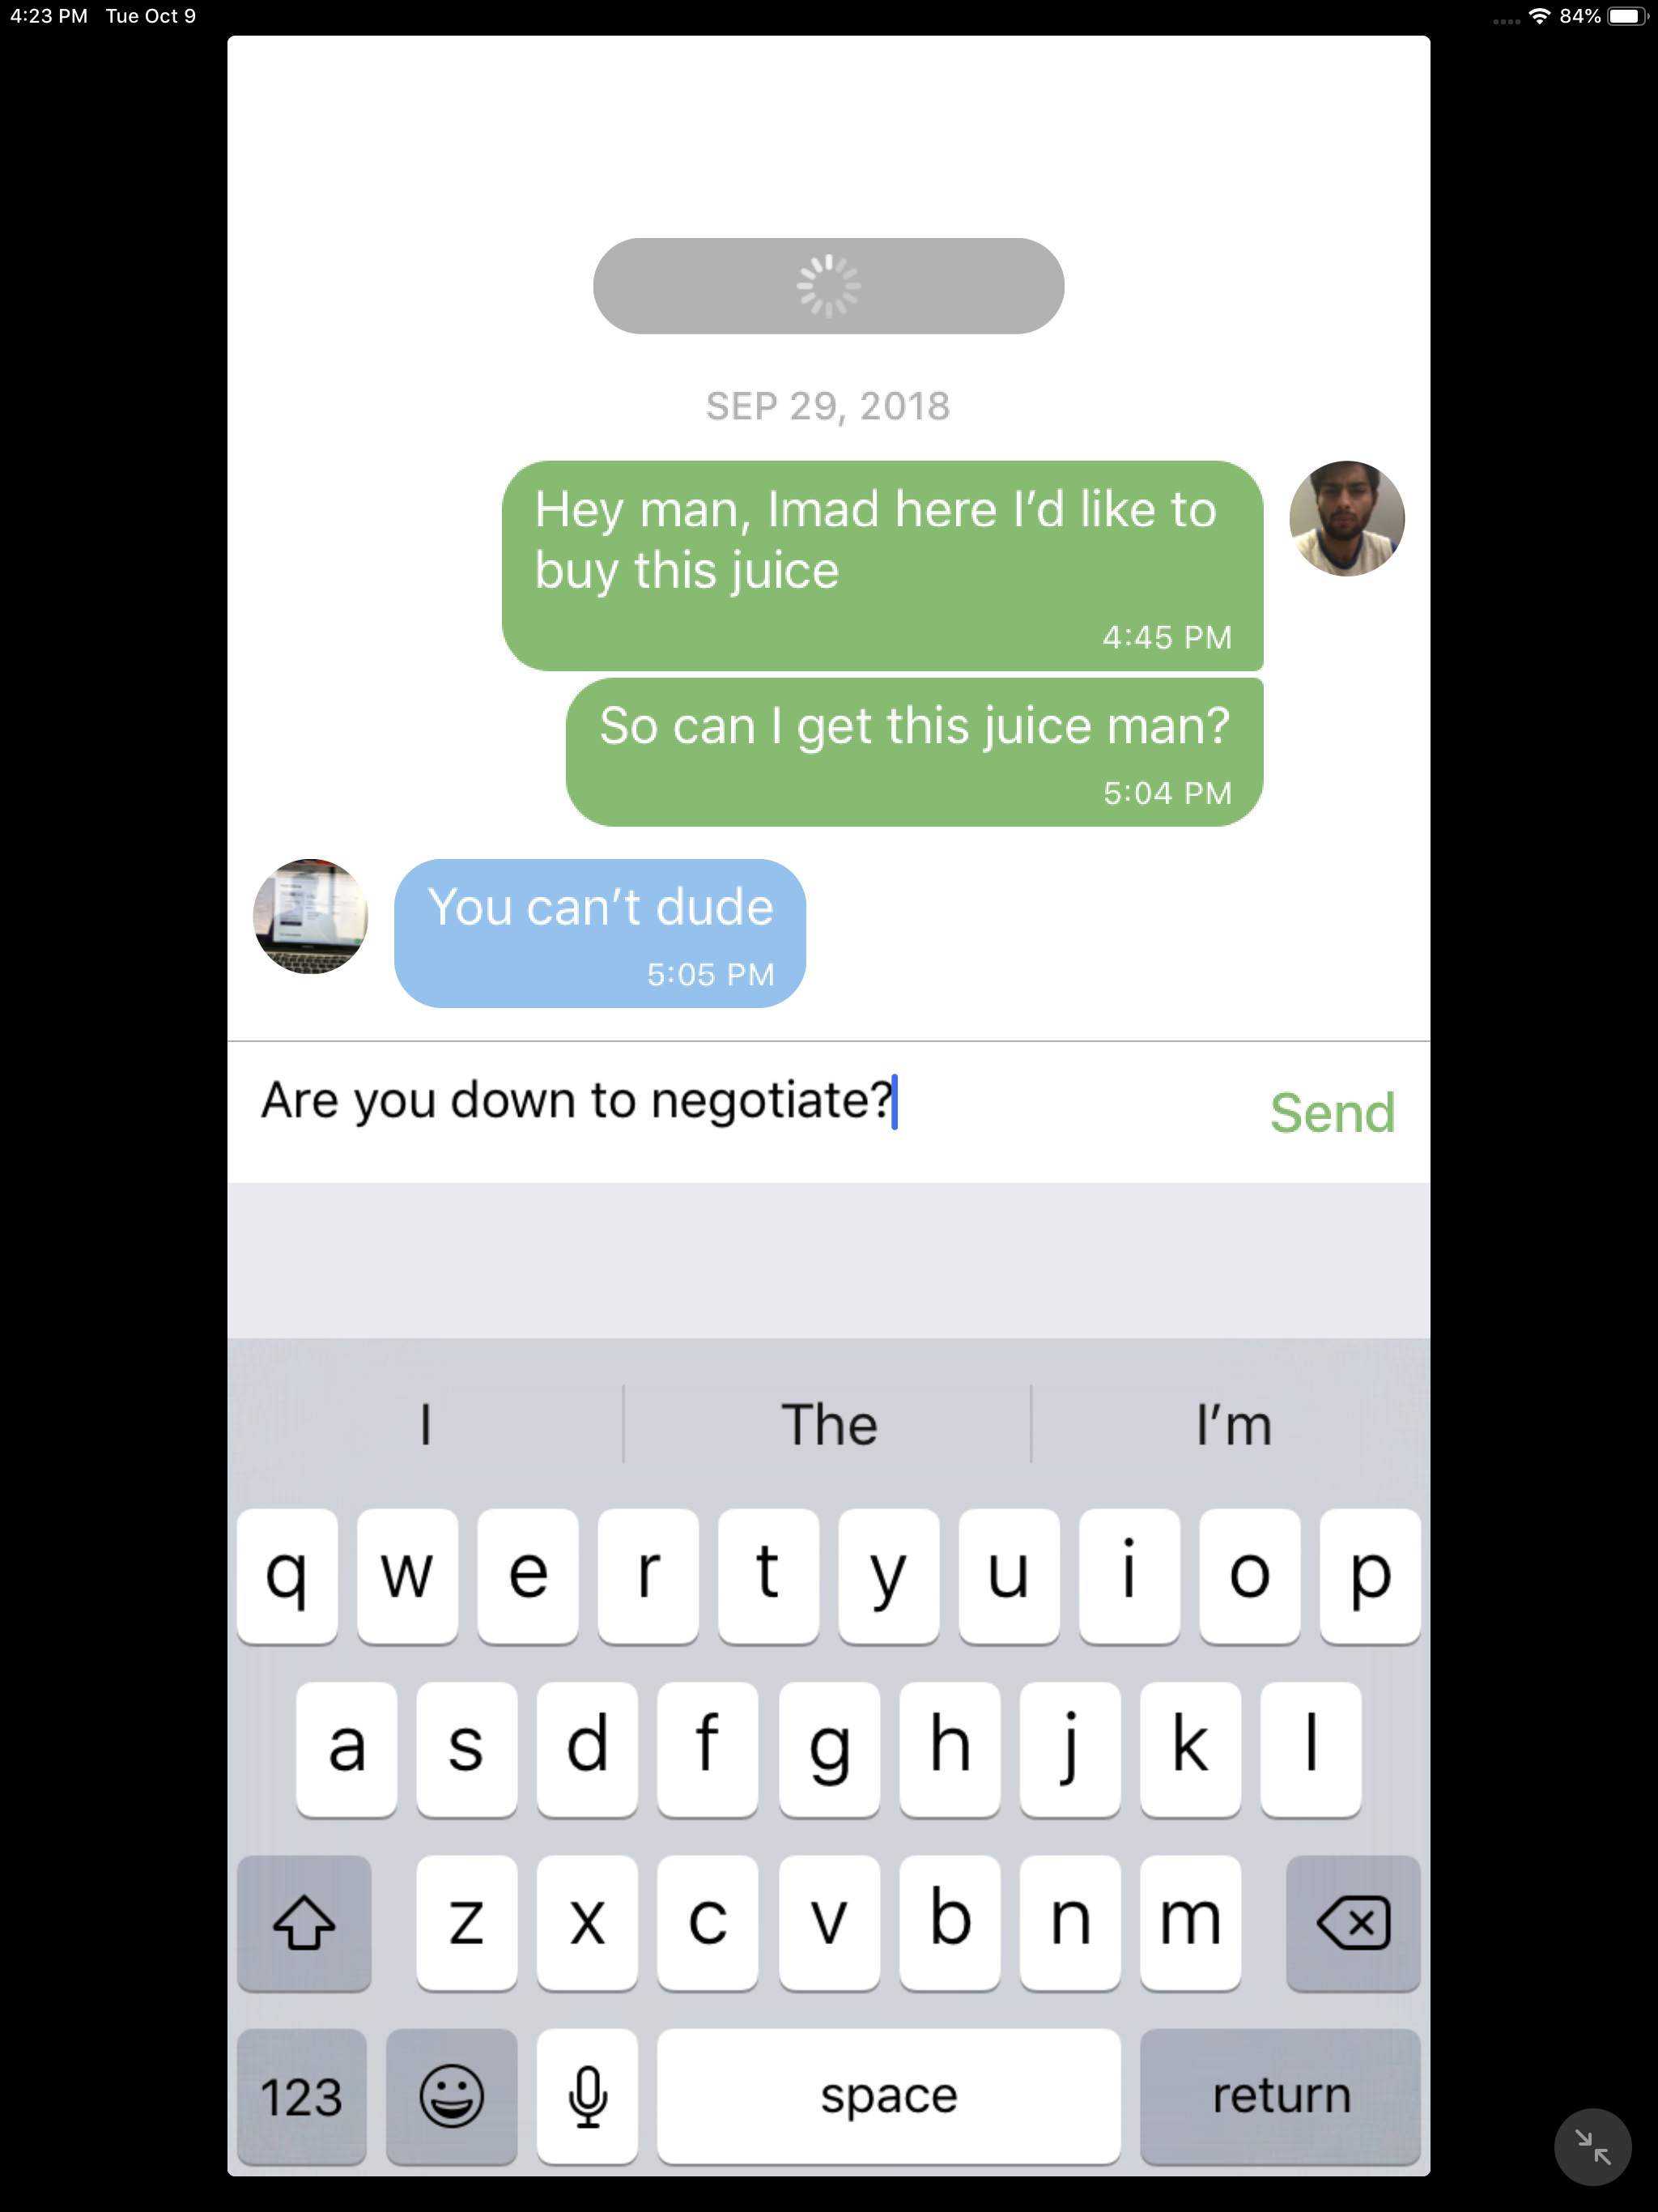 4:23 PM Tue Oct 9
84%
SEP 29, 2018
Hey man, Imad here I’d like to
buy this juice
4:45 PM
So can I get this juice man?
5:04 PM
You can’t dude
5:05 PM
Are you down to negotiate?
Send
I The I’m
q w e r t y u i o p
a s d f g h j k l
z x c v b n m
123 space return